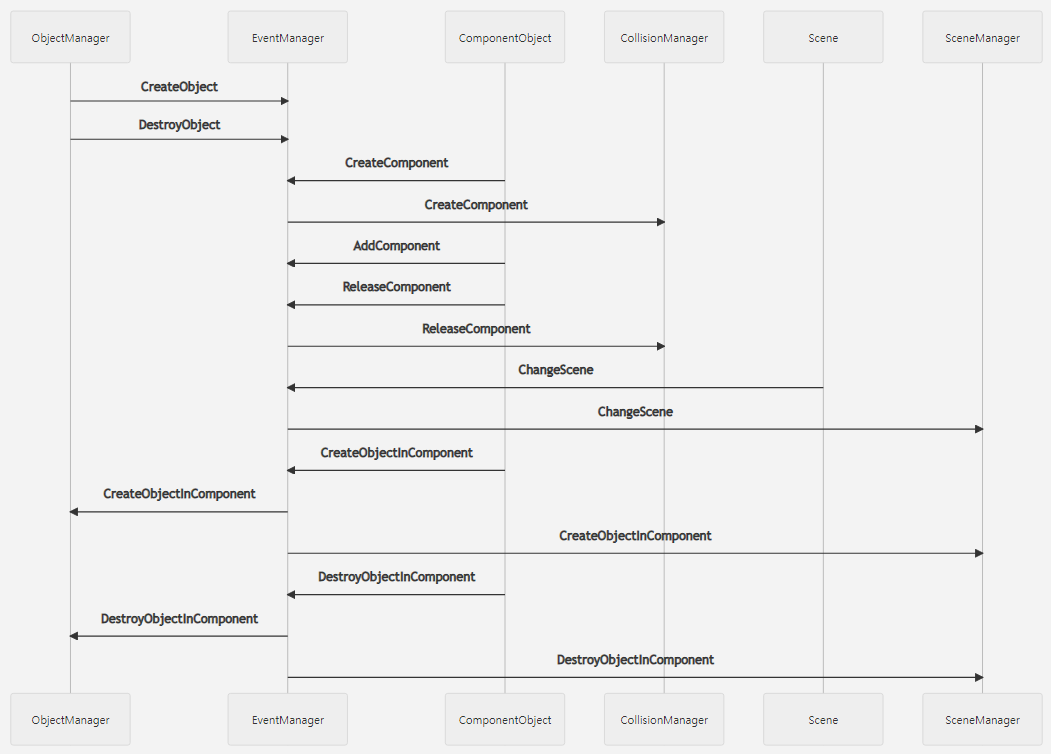 ObjectManager
EventManager
ComponentObject
CollisionManager
Scene
SceneManager
CreateObject
DestroyObject
CreateComponent
CreateComponent
AddComponent
ReleaseComponent
ReleaseComponent
ChangeScene
ChangeScene
CreateObjectInComponent
CreateObjectInComponent
CreateObjectInComponent
DestroyObjectInComponent
DestroyObjectInComponent
DestroyObjectInComponent
ObjectManager
EventManager
ComponentObject
CollisionManager
Scene
SceneManager